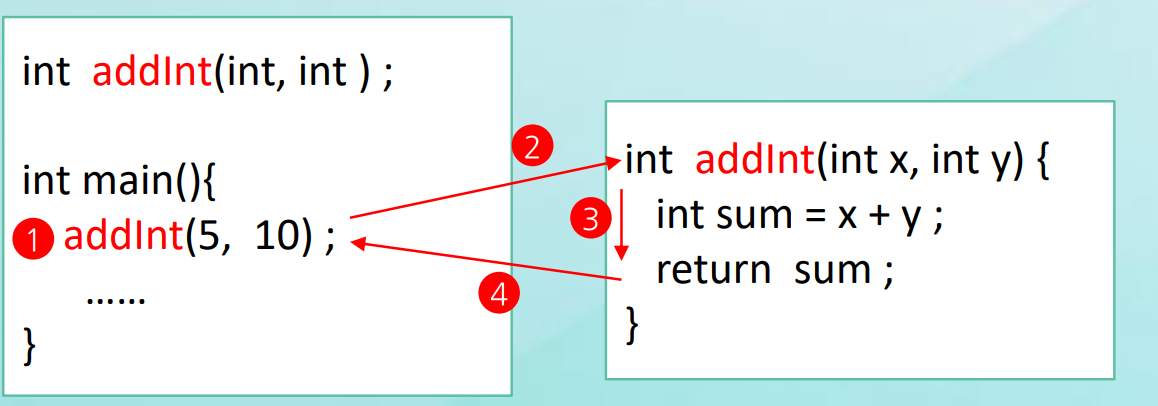 int addInt(int, int ) ;
int main(){
1 addInt(5, 10) ;
......
}
2
3
4
int addInt(int x, int y) {
int sum = x + y ;
return sum ;
}